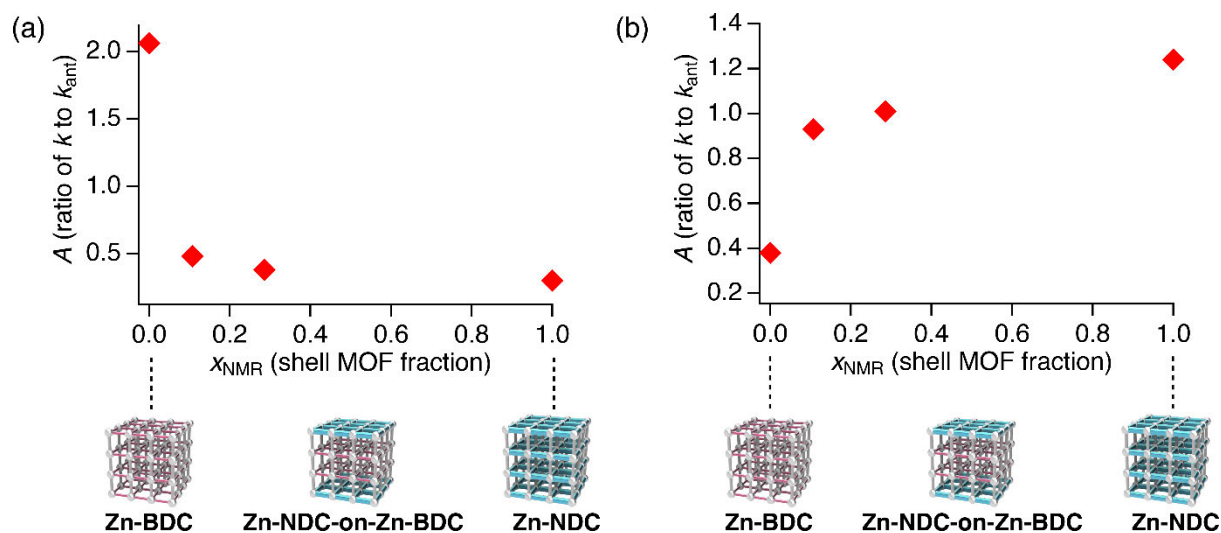 (a)
A (ratio of k to kant)
2.0
1.5
1.0
0.5
0.0 0.2 0.4 0.6 0.8 1.0
xNMR (shell MOF fraction)
Zn-BDC Zn-NDC-on-Zn-BDC Zn-NDC
(b)
A (ratio of k to kant)
1.4
1.2
1.0
0.8
0.6
0.4
0.2
0.0 0.2 0.4 0.6 0.8 1.0
xNMR (shell MOF fraction)
Zn-BDC Zn-NDC-on-Zn-BDC Zn-NDC